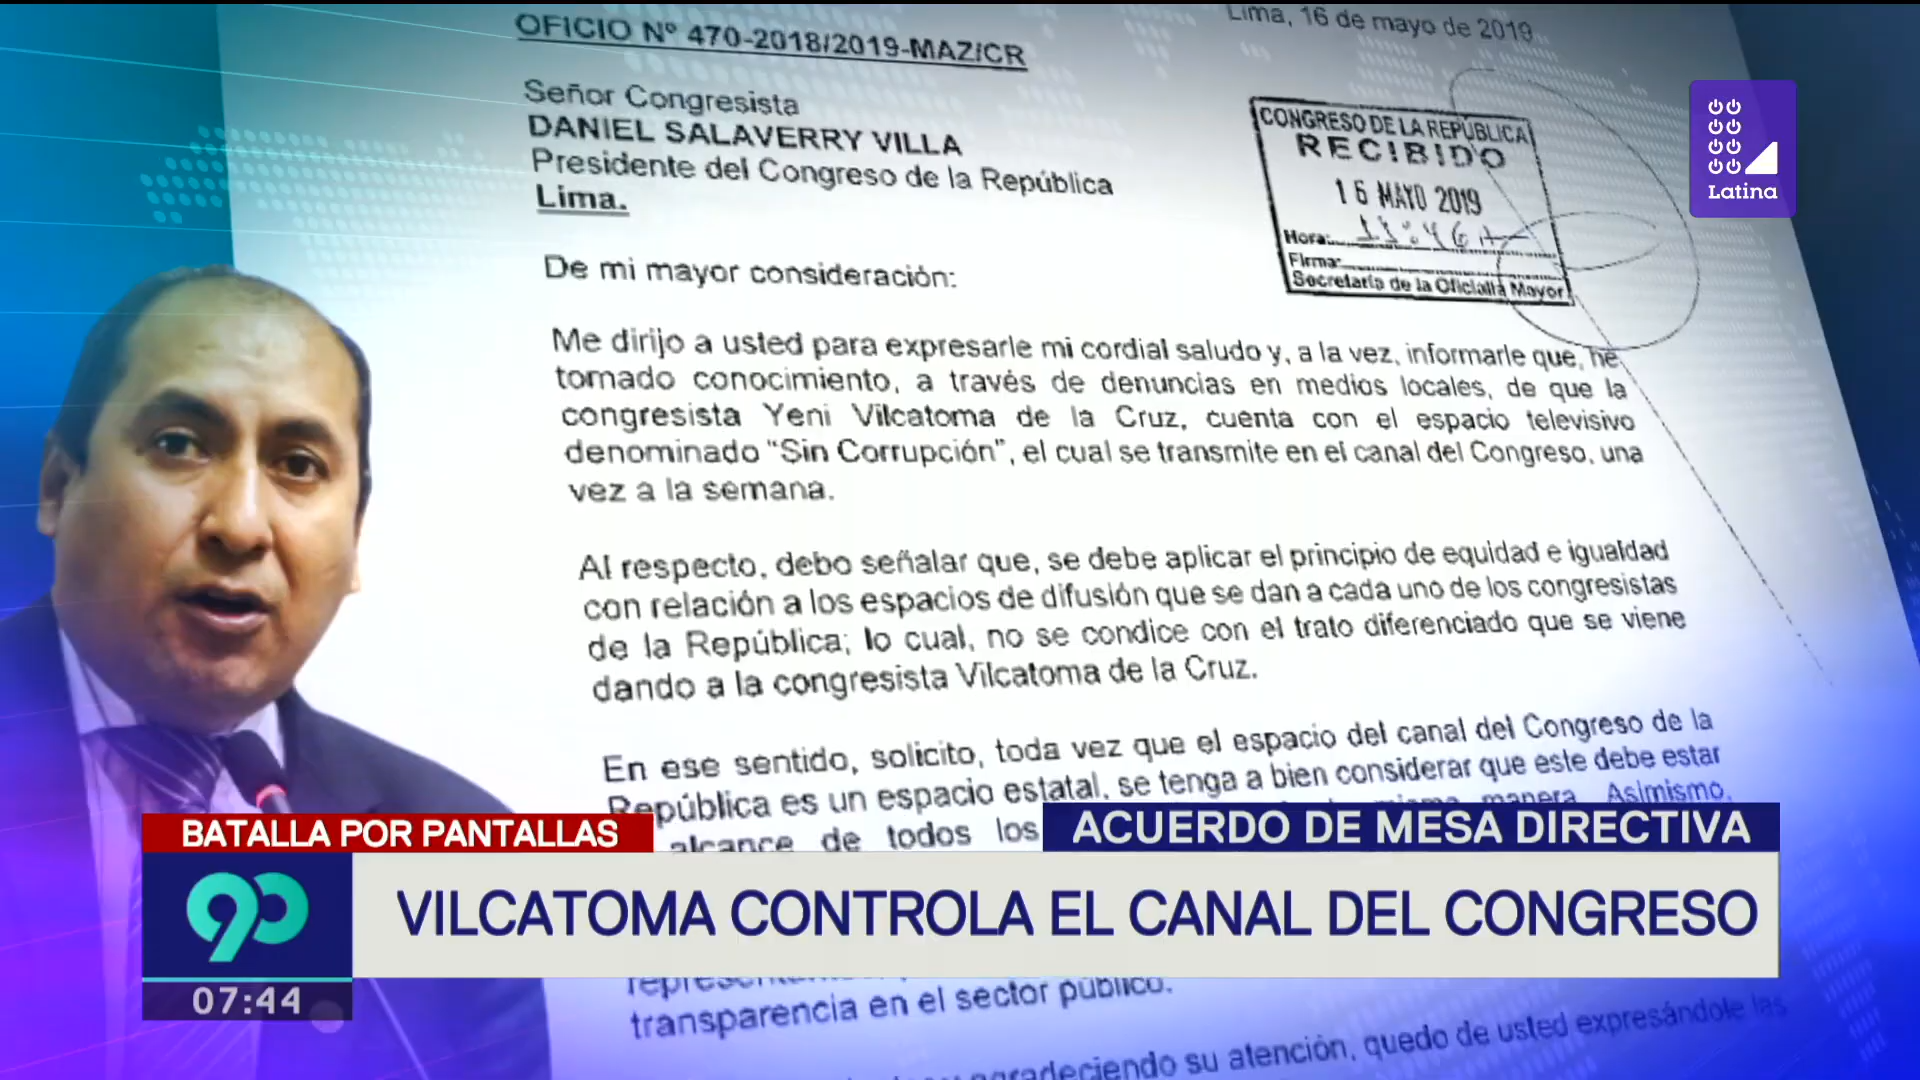 OFICIO Nº 470-2018/2019-MAZ/CR
Lima, 16 de mayo de 2019
Señor Congresista
DANIEL SALAVERRY VILLA
Presidente del Congreso de la República
Lima.
CONGRESO DE LA REPÚBLICA
RECIBIDO
16 MAYO 2019
Hora:
Firma:
Secretaría de la Oficialía Mayor
Latina
De mi mayor consideración:
Me dirijo a usted para expresarle mi cordial saludo y, a la vez, informarle que, he
tomado conocimiento, a través de denuncias en medios locales, de que la
congresista Yeni Vilcatoma de la Cruz, cuenta con el espacio televisivo
denominado “Sin Corrupción”, el cual se transmite en el canal del Congreso, una
vez a la semana.
Al respecto, debo señalar que, se debe aplicar el principio de equidad e igualdad
con relación a los espacios de difusión que se dan a cada uno de los congresistas
de la República; lo cual, no se condice con el trato diferenciado que se viene
dando a la congresista Vilcatoma de la Cruz.
En ese sentido, solicito, toda vez que el espacio del canal del Congreso de la
República es un espacio estatal, se tenga a bien considerar que este debe estar
alcance de todos los manera. Asimismo,
BATALLA POR PANTALLAS
ACUERDO DE MESA DIRECTIVA
90
VILCATOMA CONTROLA EL CANAL DEL CONGRESO
07:44
transparencia en el sector público.
su atención, quedo de usted expresándole las